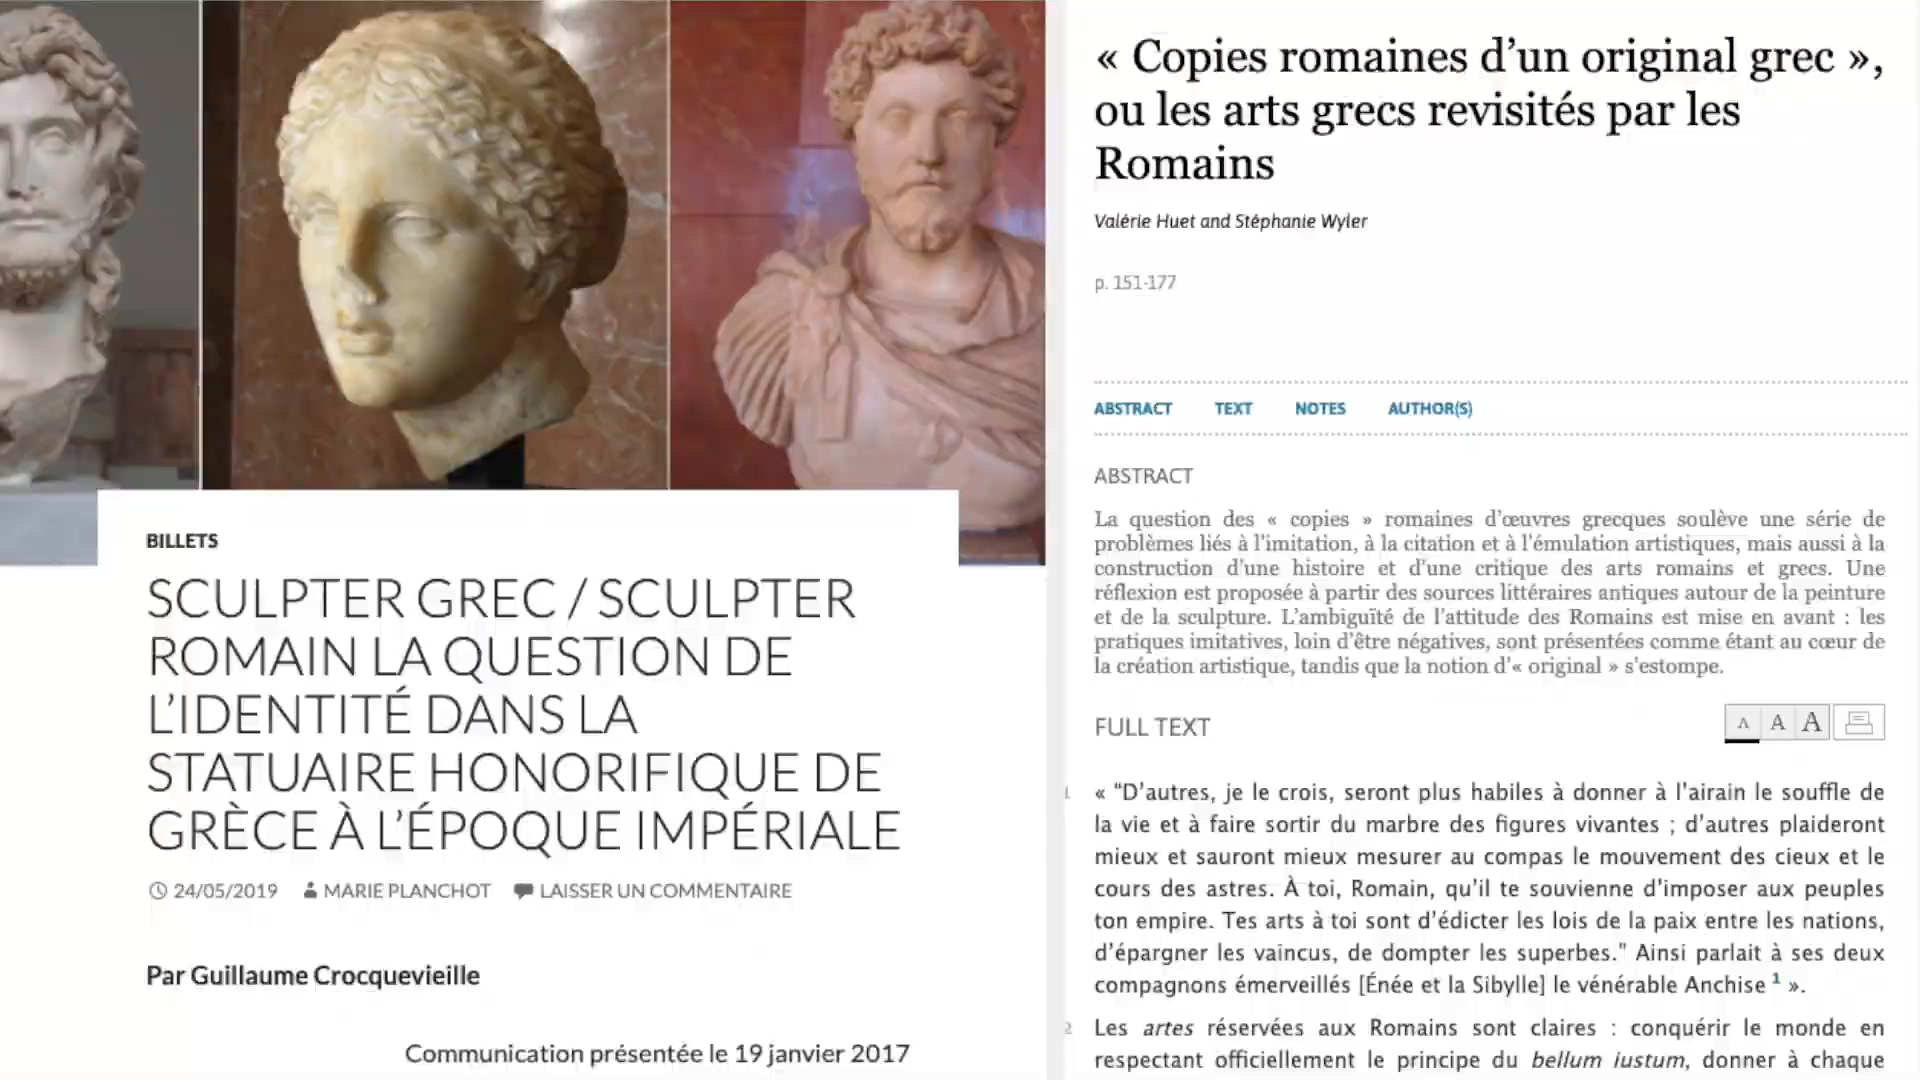 BILLETS
SCULPTER GREC / SCULPTER
ROMAIN LA QUESTION DE
L'IDENTITÉ DANS LA
STATUAIRE HONORIFIQUE DE
GRÈCE À L'ÉPOQUE IMPÉRIALE
24/05/2019 MARIE PLANCHOT LAISSER UN COMMENTAIRE
Par Guillaume Crocquevieille
Communication présentée le 19 janvier 2017
« Copies romaines d'un original grec »,
ou les arts grecs revisités par les
Romains
Valérie Huet and Stéphanie Wyler
p. 151-177
ABSTRACT TEXT NOTES AUTHOR(S)
ABSTRACT
La question des « copies » romaines d'œuvres grecques soulève une série de
problèmes liés à l'imitation, à la citation et à l'émulation artistiques, mais aussi à la
construction d'une histoire et d'une critique des arts romains et grecs. Une
réflexion est proposée à partir des sources littéraires antiques autour de la peinture
et de la sculpture. L'ambiguïté de l'attitude des Romains est mise en avant : les
pratiques imitatives, loin d'être négatives, sont présentées comme étant au cœur de
la création artistique, tandis que la notion d'« original » s'estompe.
FULL TEXT
A A A
1 « "D'autres, je le crois, seront plus habiles à donner à l'airain le souffle de
la vie et à faire sortir du marbre des figures vivantes ; d'autres plaideront
mieux et sauront mieux mesurer au compas le mouvement des cieux et le
cours des astres. À toi, Romain, qu'il te souvienne d'imposer aux peuples
ton empire. Tes arts à toi sont d'édicter les lois de la paix entre les nations,
d'épargner les vaincus, de dompter les superbes." Ainsi parlait à ses deux
compagnons émerveillés [Énée et la Sibylle] le vénérable Anchise 1 ».
2 Les artes réservées aux Romains sont claires : conquérir le monde en
respectant officiellement le principe du bellum iustum, donner à chaque